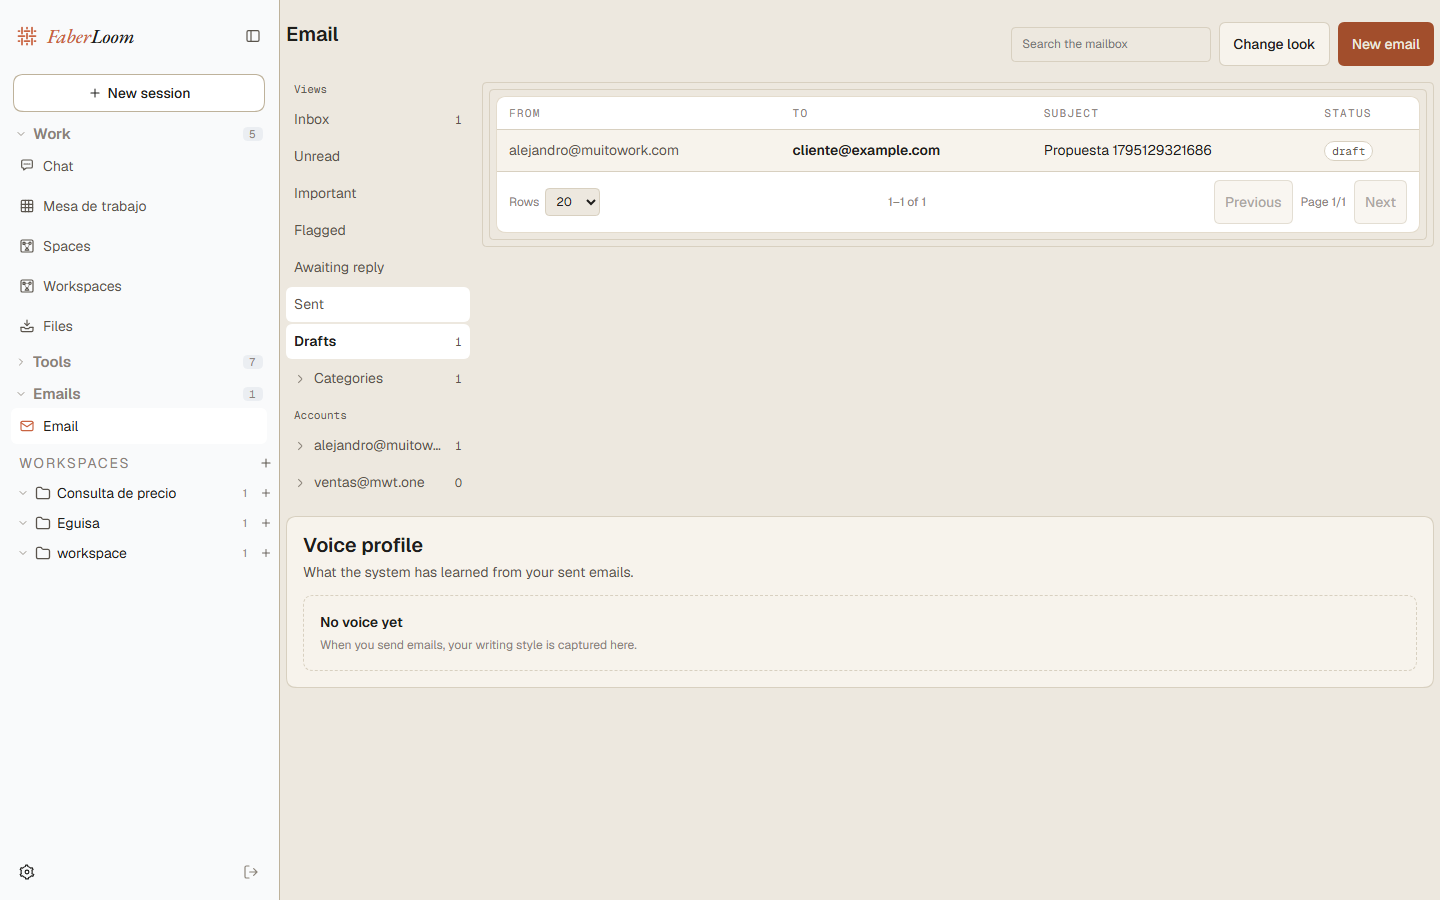 FaberLoom
New session
Work 5
Chat
Mesa de trabajo
Spaces
Workspaces
Files
Tools 7
Emails 1
Email
WORKSPACES
Consulta de precio 1
Eguisa 1
workspace 1
Email
Search the mailbox
Change look
New email
Views
Inbox 1
Unread
Important
Flagged
Awaiting reply
Sent
Drafts 1
Categories 1
Accounts
alejandro@muitow... 1
ventas@mwt.one 0
FROM TO SUBJECT STATUS
alejandro@muitowork.com cliente@example.com Propuesta 1795129321686 draft
Rows 20 1–1 of 1 Previous Page 1/1 Next
Voice profile
What the system has learned from your sent emails.
No voice yet
When you send emails, your writing style is captured here.